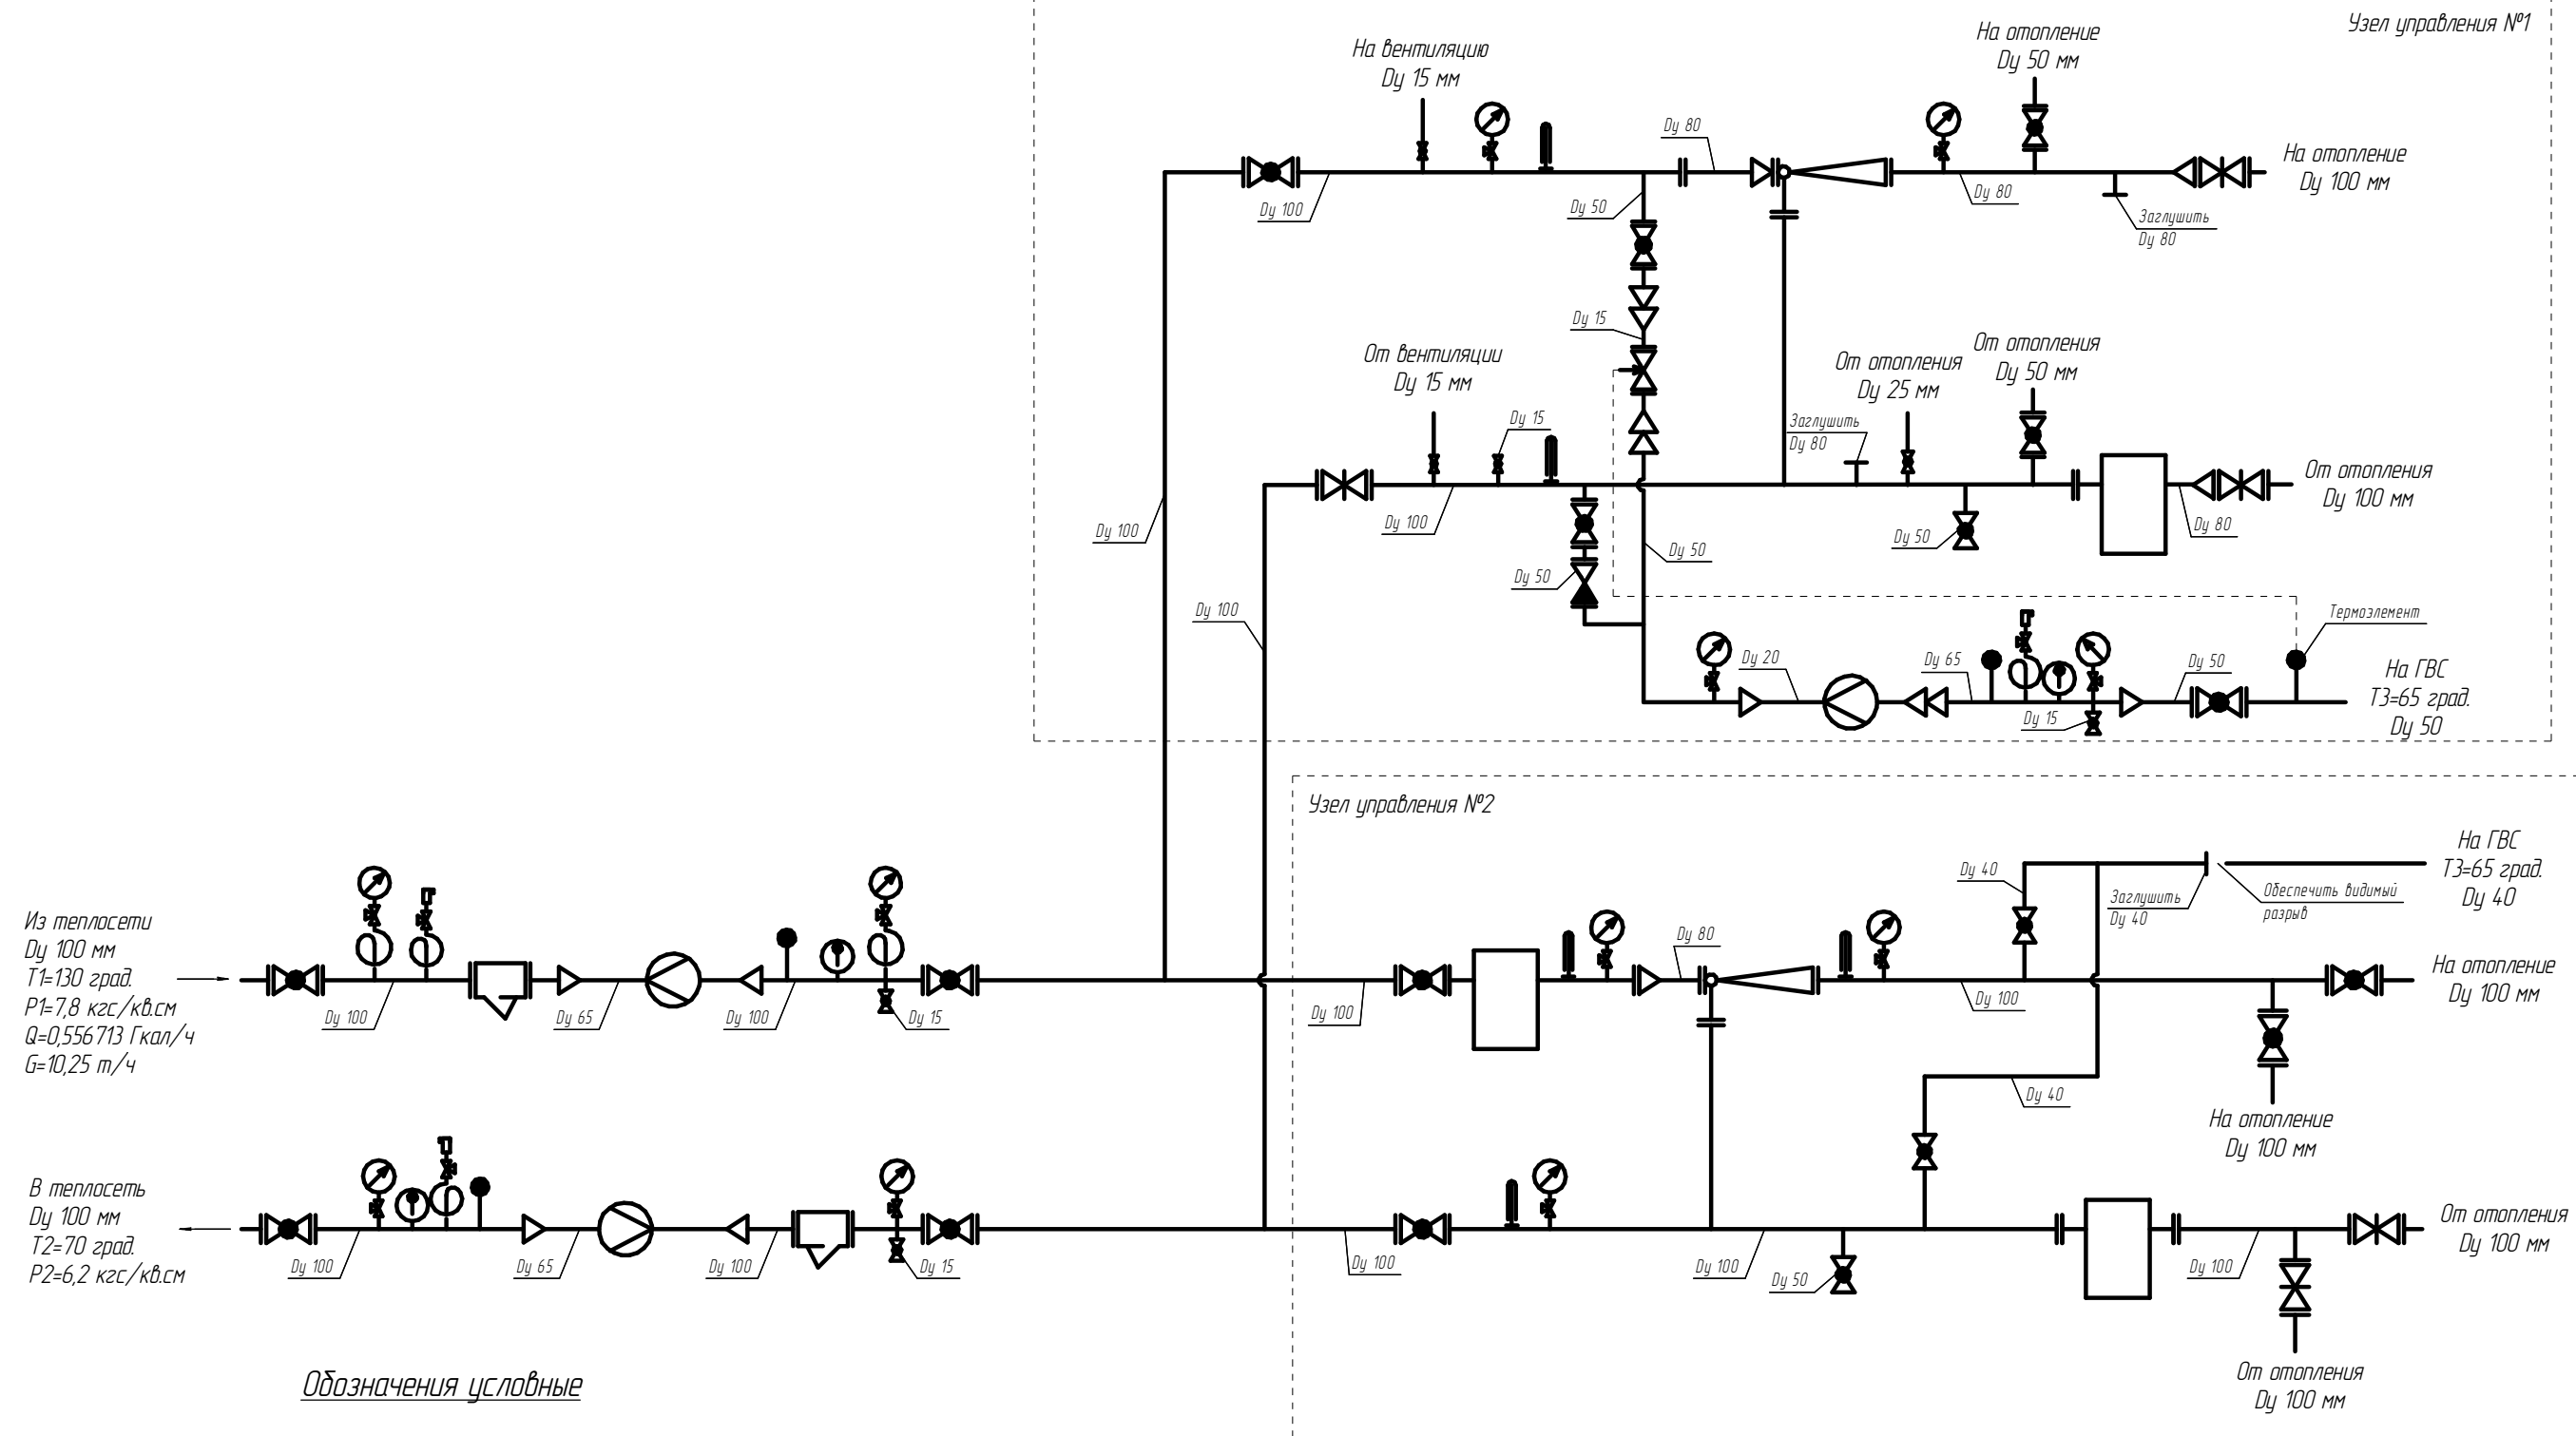 Узел управления №1
На вентиляцию
Dy 15 мм
На отопление
Dy 50 мм
Dy 80
На отопление
Dy 100 мм
Dy 100
Dy 50
Dy 80
Заглушить
Dy 80
Dy 15
От вентиляции
Dy 15 мм
Dy 15
От отопления
Dy 25 мм
От отопления
Dy 50 мм
Заглушить
Dy 80
От отопления
Dy 100 мм
Dy 100
Dy 100
Dy 50
Dy 50
Dy 80
Dy 50
Dy 100
Термоэлемент
Dy 20
Dy 65
Dy 50
Dy 15
На ГВС
Т3=65 град.
Dy 50
Узел управления №2
На ГВС
Т3=65 град.
Dy 40
Dy 40
Заглушить
Dy 40
Обеспечить видимый
разрыв
Из теплосети
Dy 100 мм
Т1=130 град.
Р1=7,8 кгс/кв.см
Q=0,556713 Гкал/ч
G=10,25 т/ч
Dy 100
Dy 65
Dy 100
Dy 15
Dy 100
Dy 80
Dy 100
На отопление
Dy 100 мм
Dy 40
На отопление
Dy 100 мм
В теплосеть
Dy 100 мм
Т2=70 град.
Р2=6,2 кгс/кв.см
Dy 100
Dy 65
Dy 100
Dy 15
Dy 100
Dy 100
Dy 50
Dy 100
От отопления
Dy 100 мм
От отопления
Dy 100 мм
Обозначения условные